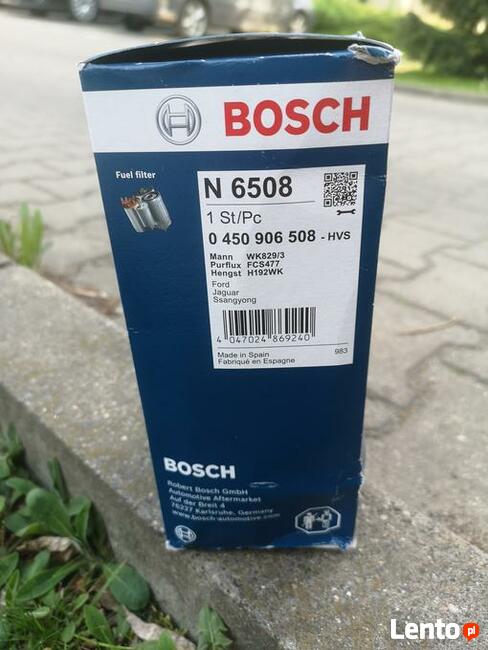 BOSCH
Fuel filter
N 6508
1 St/Pc
0 450 906 508 - HVS
Mann WK829/3
Purflux FCS477
Hengst H192WK
Ford
Jaguar
Ssangyong
4 047024 869240
Made in Spain 983
Fabriqué en Espagne
BOSCH
Robert Bosch GmbH
Automotive Aftermarket
Auf der Breit 4
76227 Karlsruhe, Germany
www.bosch-automotive.com
Lento.pl